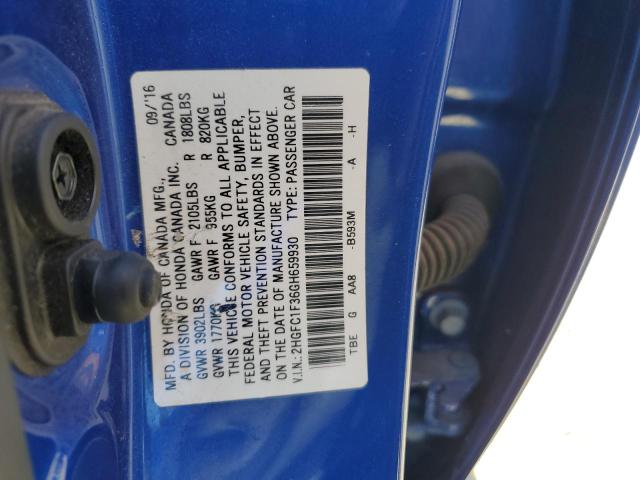 09/'16
MFD. BY HONDA OF CANADA MFG., CANADA
A DIVISION OF HONDA CANADA INC.
GVWR 3902LBS GAWR F 2105LBS R 1808LBS
GVWR 1770KG GAWR F 955KG R 820KG
THIS VEHICLE CONFORMS TO ALL APPLICABLE
FEDERAL MOTOR VEHICLE SAFETY, BUMPER,
AND THEFT PREVENTION STANDARDS IN EFFECT
ON THE DATE OF MANUFACTURE SHOWN ABOVE.
V.I.N.: 2HGFC1F36GH659930 TYPE: PASSENGER CAR
TBE G AA8 -B593M -A -H